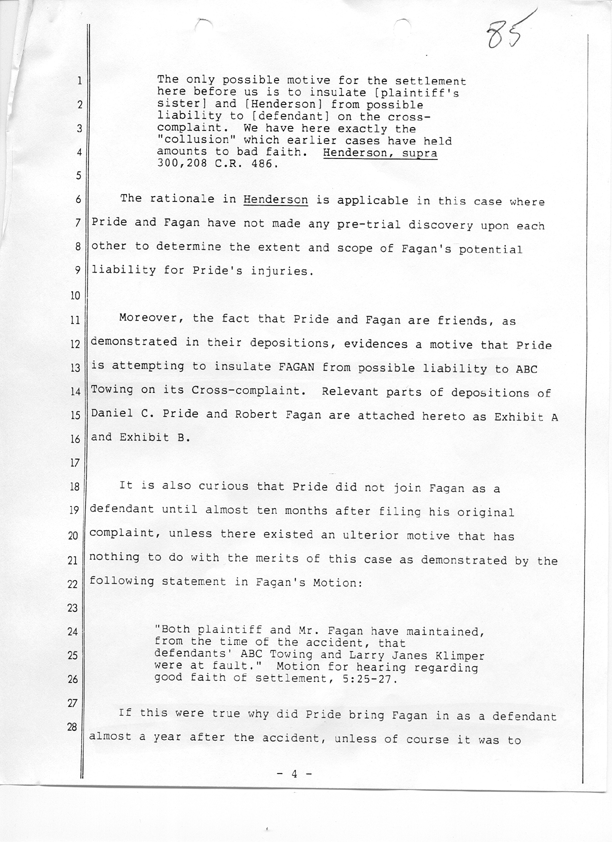 85
1 The only possible motive for the settlement
here before us is to insulate [plaintiff's
2 sister] and [Henderson] from possible
liability to [defendant] on the cross-
3 complaint. We have here exactly the
"collusion" which earlier cases have held
4 amounts to bad faith. Henderson, supra
300,208 C.R. 486.
5
6 The rationale in Henderson is applicable in this case where
7 Pride and Fagan have not made any pre-trial discovery upon each
8 other to determine the extent and scope of Fagan's potential
9 liability for Pride's injuries.
10
11 Moreover, the fact that Pride and Fagan are friends, as
12 demonstrated in their depositions, evidences a motive that Pride
13 is attempting to insulate FAGAN from possible liability to ABC
14 Towing on its Cross-complaint. Relevant parts of depositions of
15 Daniel C. Pride and Robert Fagan are attached hereto as Exhibit A
16 and Exhibit B.
17
18 It is also curious that Pride did not join Fagan as a
19 defendant until almost ten months after filing his original
20 complaint, unless there existed an ulterior motive that has
21 nothing to do with the merits of this case as demonstrated by the
22 following statement in Fagan's Motion:
23
24 "Both plaintiff and Mr. Fagan have maintained,
from the time of the accident, that
25 defendants' ABC Towing and Larry Janes Klimper
were at fault." Motion for hearing regarding
26 good faith of settlement, 5:25-27.
27 If this were true why did Pride bring Fagan in as a defendant
28 almost a year after the accident, unless of course it was to
- 4 -